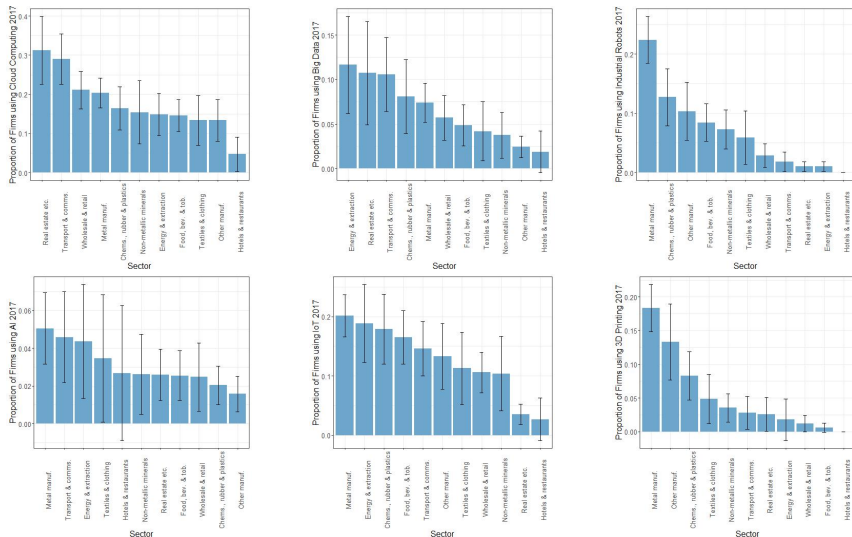 Proportion of Firms using Cloud Computing 2017
0.4
0.3
0.2
0.1
0.0
Real estate etc.
Transport & comms.
Wholesale & retail
Metal manuf.
Chems., rubber & plastics
Non-metallic minerals
Energy & extraction
Food, bev. & tob.
Textiles & clothing
Other manuf.
Hotels & restaurants
Sector
Proportion of Firms using Big Data 2017
0.15
0.10
0.05
0.00
Energy & extraction
Real estate etc.
Transport & comms.
Chems., rubber & plastics
Metal manuf.
Wholesale & retail
Food, bev. & tob.
Textiles & clothing
Non-metallic minerals
Other manuf.
Hotels & restaurants
Sector
Proportion of Firms using Industrial Robots 2017
0.2
0.1
0.0
Metal manuf.
Other manuf.
Chems., rubber & plastics
Food, bev. & tob.
Non-metallic minerals
Textiles & clothing
Wholesale & retail
Transport & comms.
Real estate etc.
Energy & extraction
Hotels & restaurants
Sector
Proportion of Firms using AI 2017
0.06
0.04
0.02
0.00
Metal manuf.
Transport & comms.
Energy & extraction
Textiles & clothing
Hotels & restaurants
Non-metallic minerals
Real estate etc.
Food, bev. & tob.
Wholesale & retail
Chems., rubber & plastics
Other manuf.
Sector
Proportion of Firms using IoT 2017
0.2
0.1
0.0
Metal manuf.
Energy & extraction
Chems., rubber & plastics
Food, bev. & tob.
Transport & comms.
Other manuf.
Textiles & clothing
Wholesale & retail
Non-metallic minerals
Real estate etc.
Hotels & restaurants
Sector
Proportion of Firms using 3D Printing 2017
0.20
0.15
0.10
0.05
0.00
Metal manuf.
Other manuf.
Chems., rubber & plastics
Textiles & clothing
Non-metallic minerals
Transport & comms.
Real estate etc.
Energy & extraction
Wholesale & retail
Food, bev. & tob.
Hotels & restaurants
Sector